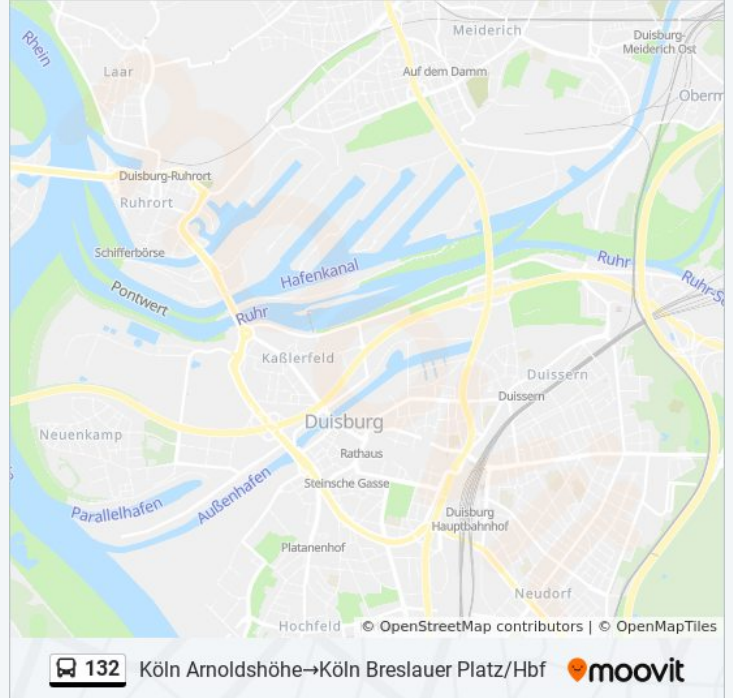 Rhein
Laar
Meiderich
Duisburg-
Meiderich Ost
Auf dem Damm
Duisburg-Ruhrort
Ruhrort
Schifferbörse
Hafenkanal
Ruhr
Pontwert
Ruhr
Kaßlerfeld
Duissern
Duissern
Duisburg
Neuenkamp
Rathaus
Steinsche Gasse
Außenhafen
Parallelhafen
Duisburg
Hauptbahnhof
Platanenhof
Neudorf
Hochfeld
© OpenStreetMap contributors | © OpenMapTiles
132 Köln Arnoldshöhe→Köln Breslauer Platz/Hbf moovit